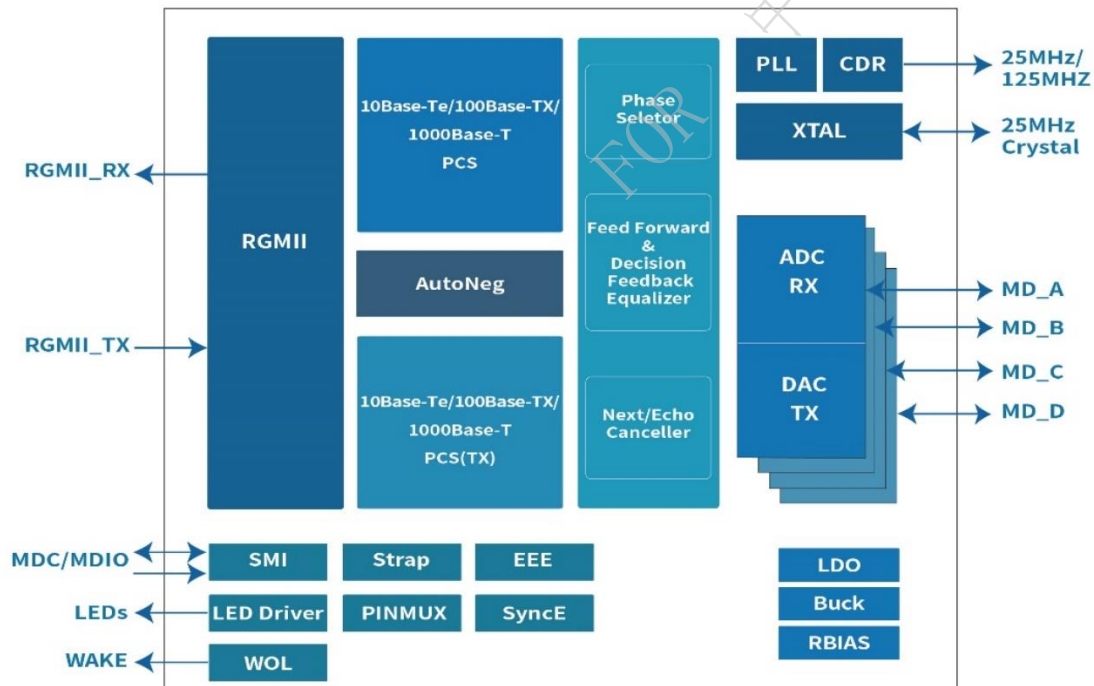 RGMII_RX
RGMII_TX
RGMII
10Base-Te/100Base-TX/
1000Base-T
PCS
AutoNeg
10Base-Te/100Base-TX/
1000Base-T
PCS(TX)
Phase
Seletor
Feed Forward
&
Decision
Feedback
Equalizer
Next/Echo
Canceller
PLL
CDR
XTAL
25MHz/
125MHZ
25MHz
Crystal
ADC
RX
DAC
TX
MD_A
MD_B
MD_C
MD_D
MDC/MDIO
SMI
Strap
EEE
LEDs
LED Driver
PINMUX
SyncE
WAKE
WOL
LDO
Buck
RBIAS
FOR